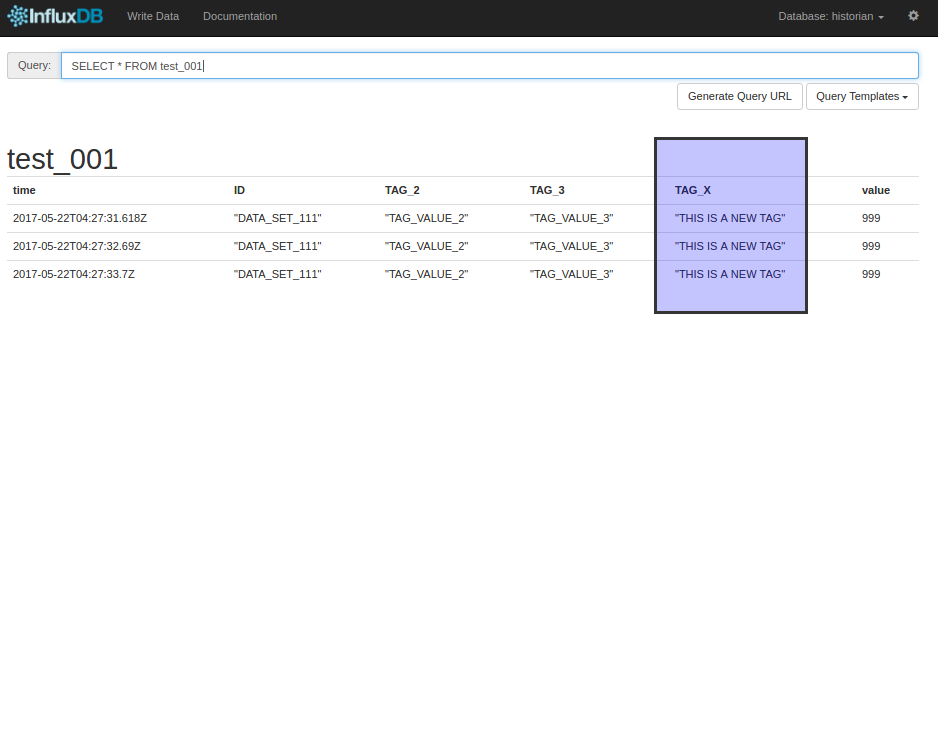 InfluxDB Write Data Documentation Database: historian
Query: SELECT * FROM test_001
Generate Query URL Query Templates
test_001
time ID TAG_2 TAG_3 TAG_X value
2017-05-22T04:27:31.618Z "DATA_SET_111" "TAG_VALUE_2" "TAG_VALUE_3" "THIS IS A NEW TAG" 999
2017-05-22T04:27:32.69Z "DATA_SET_111" "TAG_VALUE_2" "TAG_VALUE_3" "THIS IS A NEW TAG" 999
2017-05-22T04:27:33.7Z "DATA_SET_111" "TAG_VALUE_2" "TAG_VALUE_3" "THIS IS A NEW TAG" 999